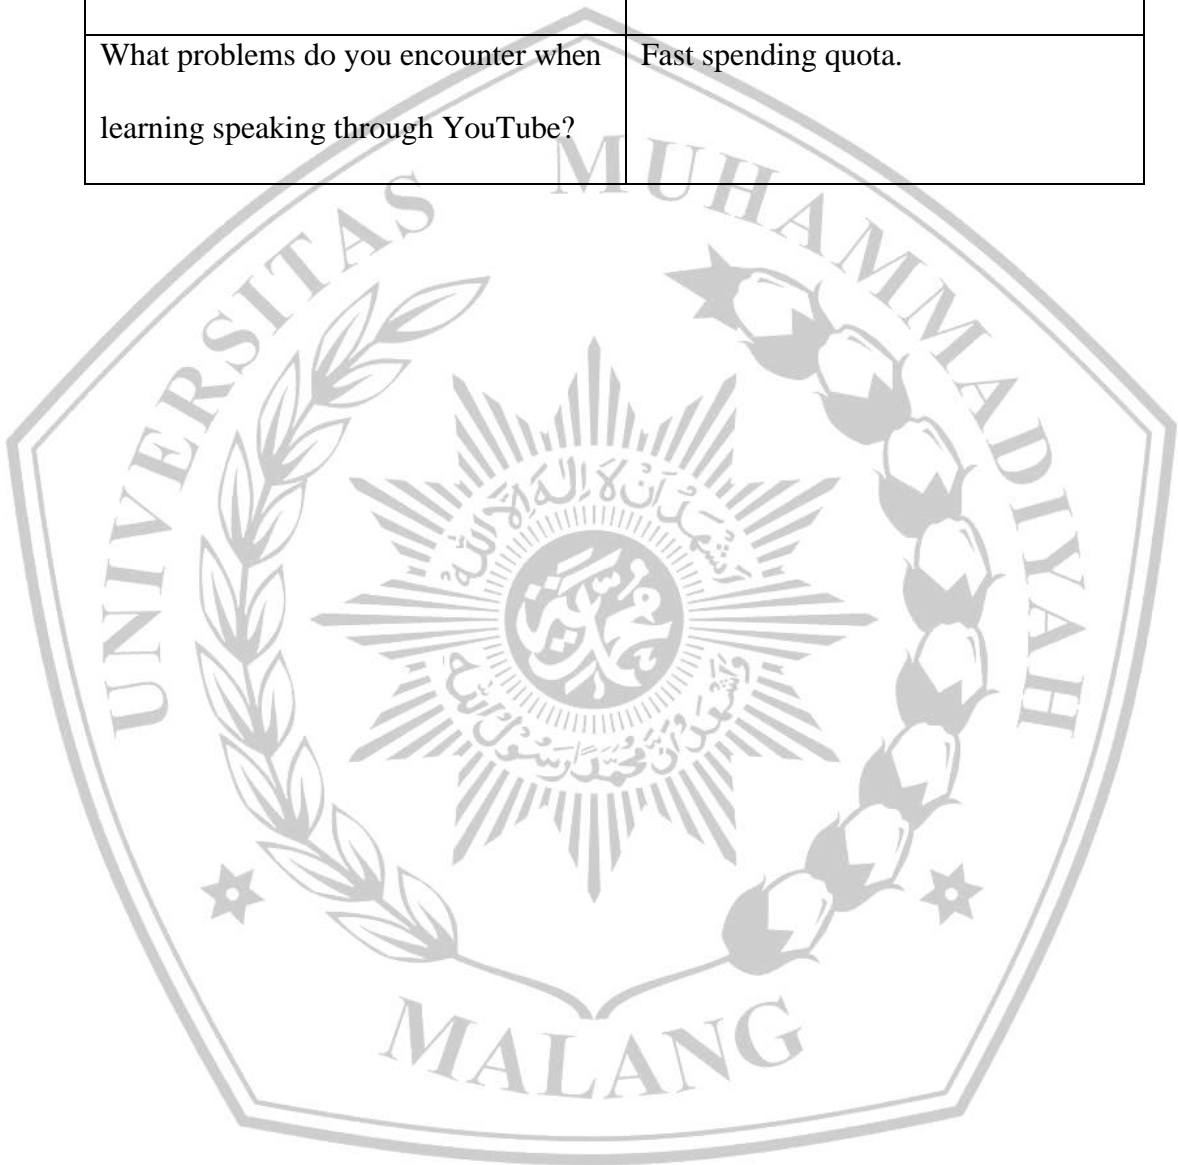 What problems do you encounter when
learning speaking through YouTube?
Fast spending quota.
UNIVERSITAS MUHAMMADIYAH
MALANG